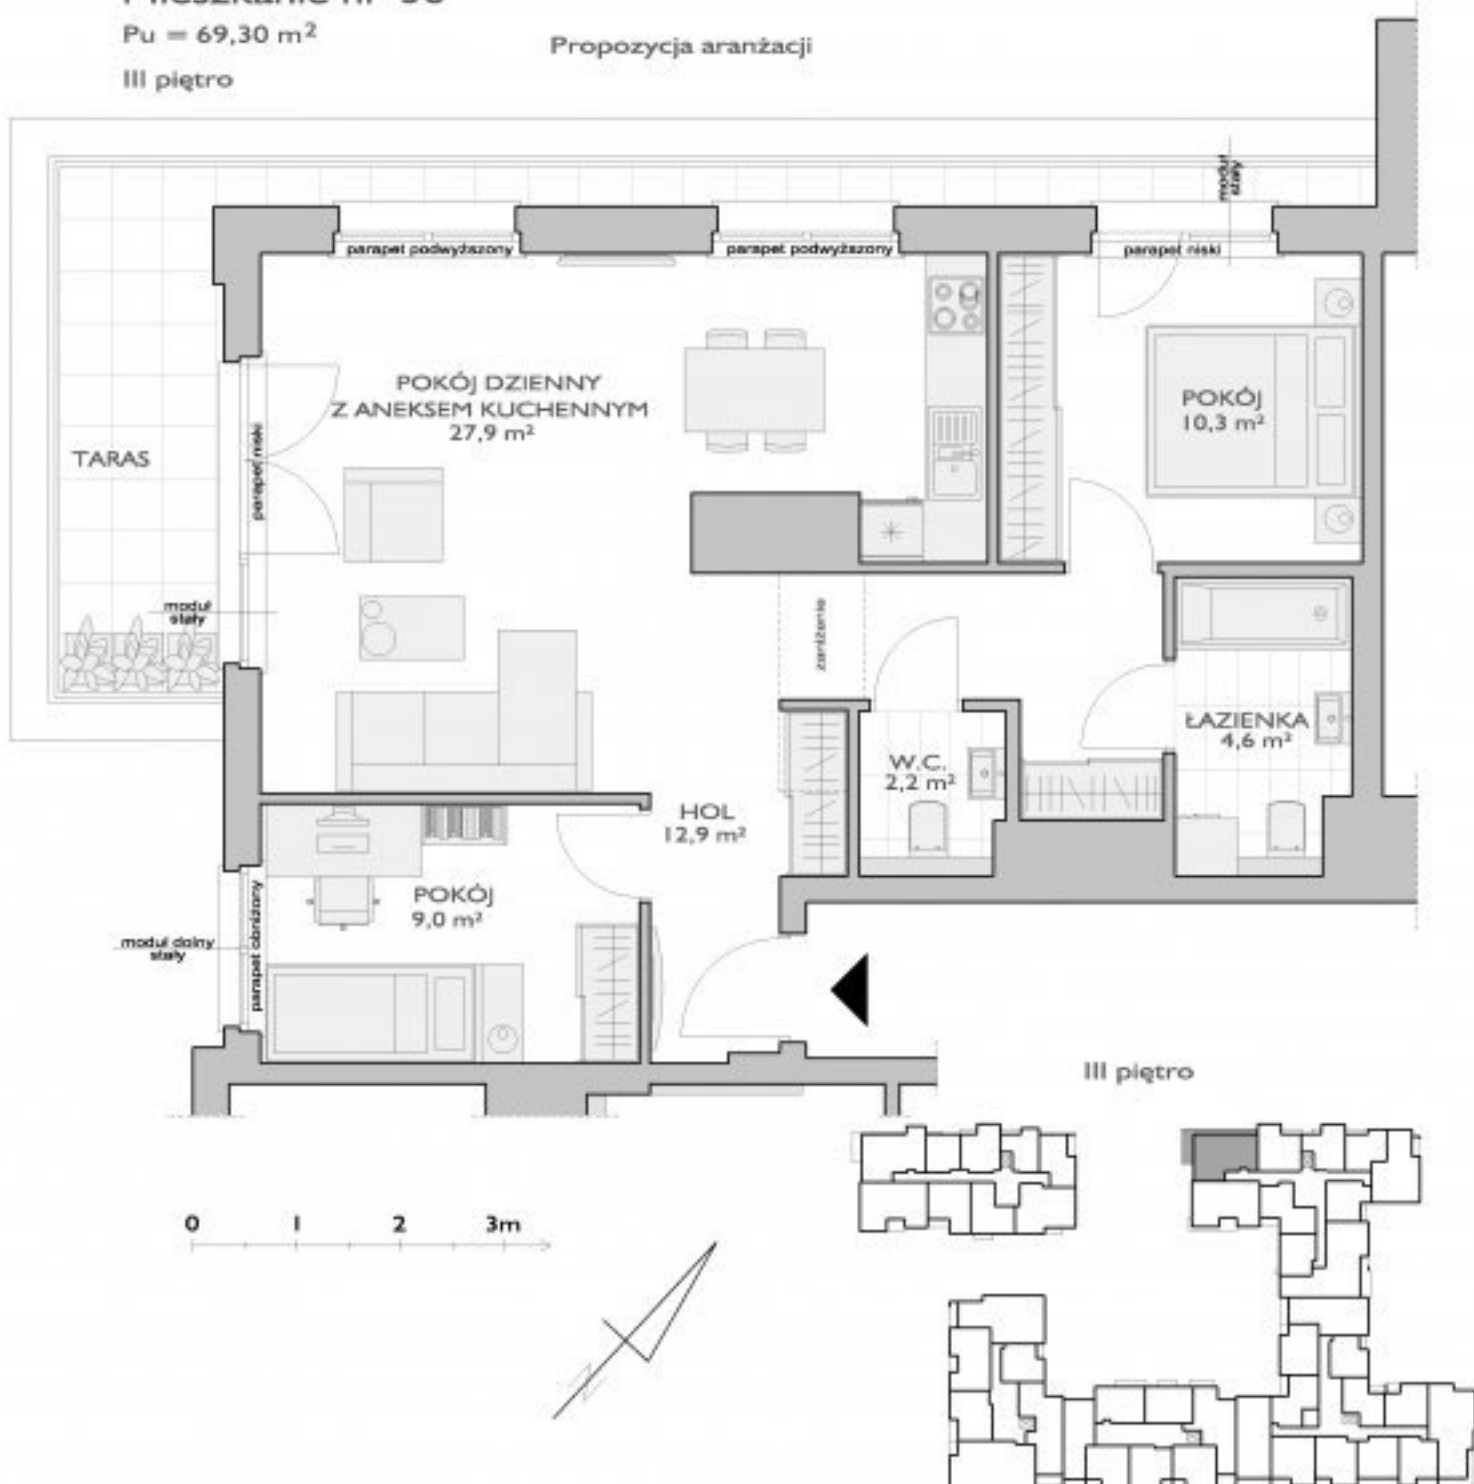 Pu = 69,30 m²
III piętro
Propozycja aranżacji
moduł
stały
parapet podwyższony
parapet podwyższony
parapet niski
POKÓJ DZIENNY
Z ANEKSEM KUCHENNYM
27,9 m²
POKÓJ
10,3 m²
TARAS
parapet niski
moduł
stały
zaniżenie
ŁAZIENKA
4,6 m²
W.C.
2,2 m²
HOL
12,9 m²
POKÓJ
9,0 m²
parapet obniżony
moduł dolny
stały
III piętro
0 1 2 3m
N